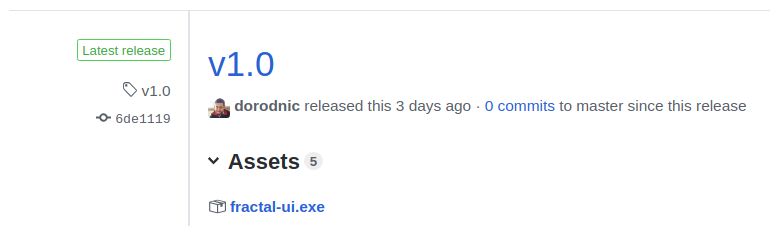 Latest release
v1.0
6de1119
v1.0
dorodnic released this 3 days ago · 0 commits to master since this release
Assets 5
fractal-ui.exe